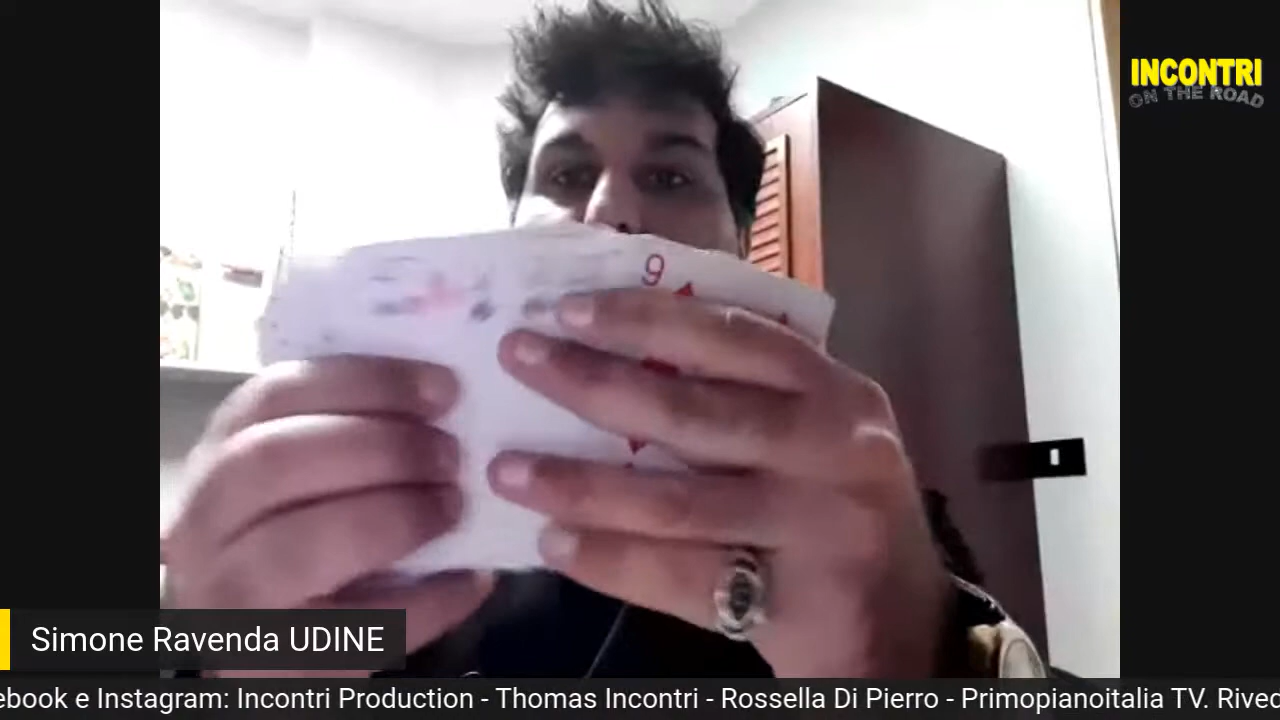 INCONTRI
ON THE ROAD
9
Simone Ravenda UDINE
ebook e Instagram: Incontri Production - Thomas Incontri - Rossella Di Pierro - Primopianoitalia TV. Rived